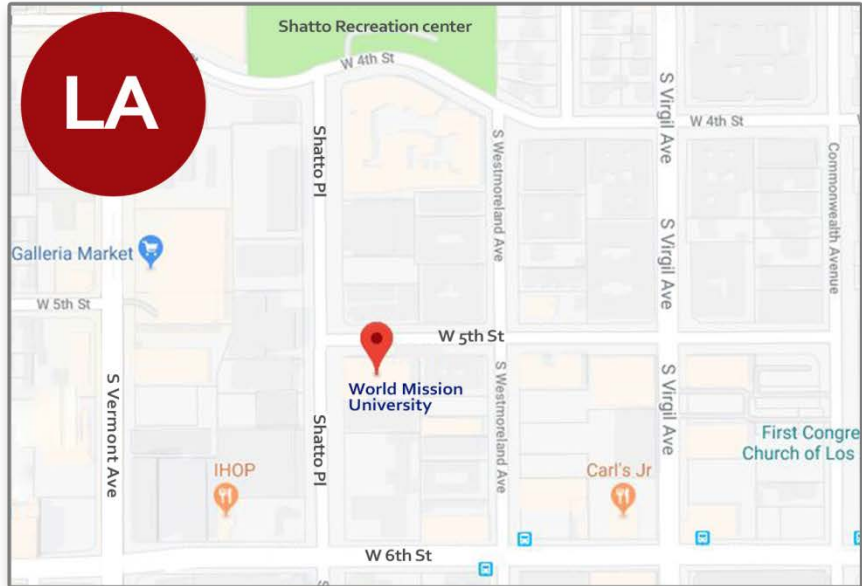 LA
Shatto Recreation center
W 4th St
W 4th St
Shatto Pl
S Westmoreland Ave
S Virgil Ave
Commonwealth Avenue
Galleria Market
S Virgil Ave
W 5th St
W 5th St
World Mission
University
S Vermont Ave
Shatto Pl
S Westmoreland Ave
S Virgil Ave
First Congre
Church of Los
IHOP
Carl's Jr
W 6th St